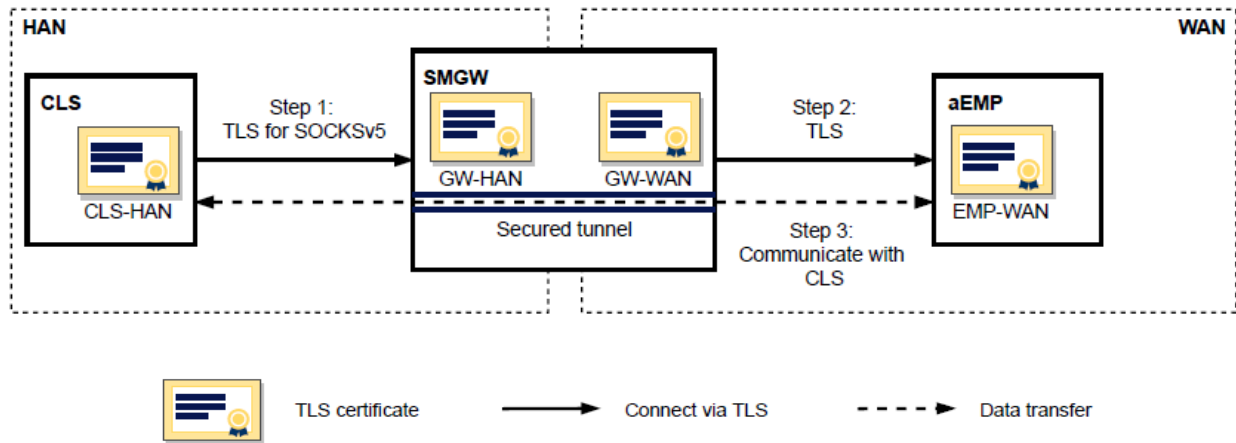 HAN
WAN
CLS
SMGW
aEMP
Step 1:
TLS for SOCKSv5
Step 2:
TLS
CLS-HAN
GW-HAN
GW-WAN
EMP-WAN
Secured tunnel
Step 3:
Communicate with
CLS
TLS certificate
Connect via TLS
Data transfer